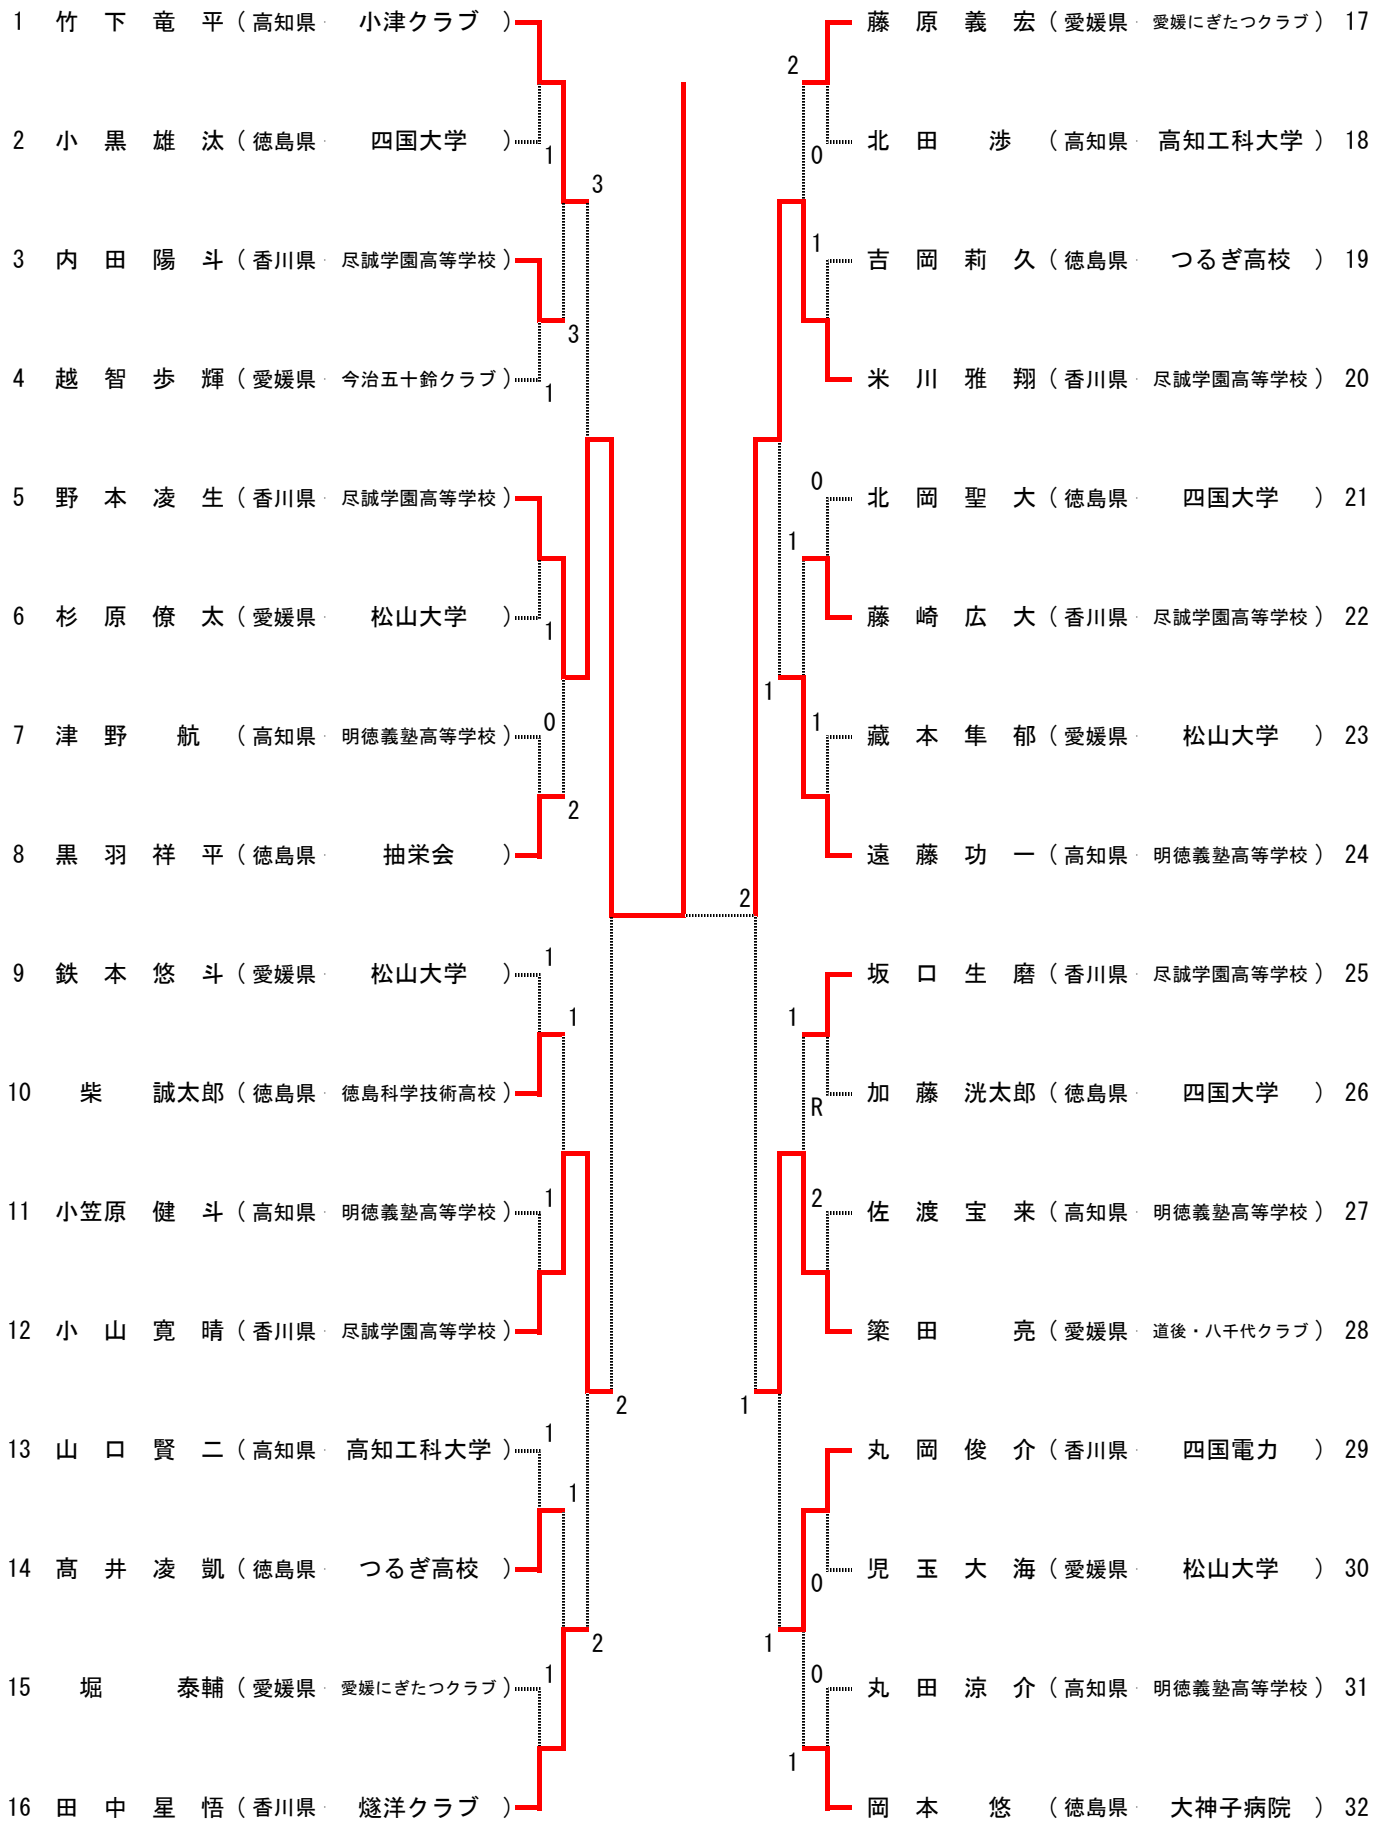 1 竹下竜平（高知県・小津クラブ）
2 小黒雄汰（徳島県・四国大学）
1
3
3 内田陽斗（香川県・尽誠学園高等学校）
3
4 越智歩輝（愛媛県・今治五十鈴クラブ）
1
5 野本凌生（香川県・尽誠学園高等学校）
6 杉原僚太（愛媛県・松山大学）
1
7 津野航（高知県・明徳義塾高等学校）
0
2
8 黒羽祥平（徳島県・抽栄会）
9 鉄本悠斗（愛媛県・松山大学）
1
1
10 柴誠太郎（徳島県・徳島科学技術高校）
11 小笠原健斗（高知県・明徳義塾高等学校）
1
12 小山寛晴（香川県・尽誠学園高等学校）
2
13 山口賢二（高知県・高知工科大学）
1
1
14 髙井凌凱（徳島県・つるぎ高校）
2
15 堀泰輔（愛媛県・愛媛にぎたつクラブ）
1
16 田中星悟（香川県・燧洋クラブ）
藤原義宏（愛媛県・愛媛にぎたつクラブ）17
2
北田渉（高知県・高知工科大学）18
0
1
吉岡莉久（徳島県・つるぎ高校）19
米川雅翔（香川県・尽誠学園高等学校）20
0
北岡聖大（徳島県・四国大学）21
1
藤崎広大（香川県・尽誠学園高等学校）22
1
1
藏本隼郁（愛媛県・松山大学）23
遠藤功一（高知県・明徳義塾高等学校）24
2
坂口生磨（香川県・尽誠学園高等学校）25
1
加藤洸太郎（徳島県・四国大学）26
R
2
佐渡宝来（高知県・明徳義塾高等学校）27
簗田亮（愛媛県・道後・八千代クラブ）28
1
丸岡俊介（香川県・四国電力）29
児玉大海（愛媛県・松山大学）30
0
1
0
丸田涼介（高知県・明徳義塾高等学校）31
1
岡本悠（徳島県・大神子病院）32